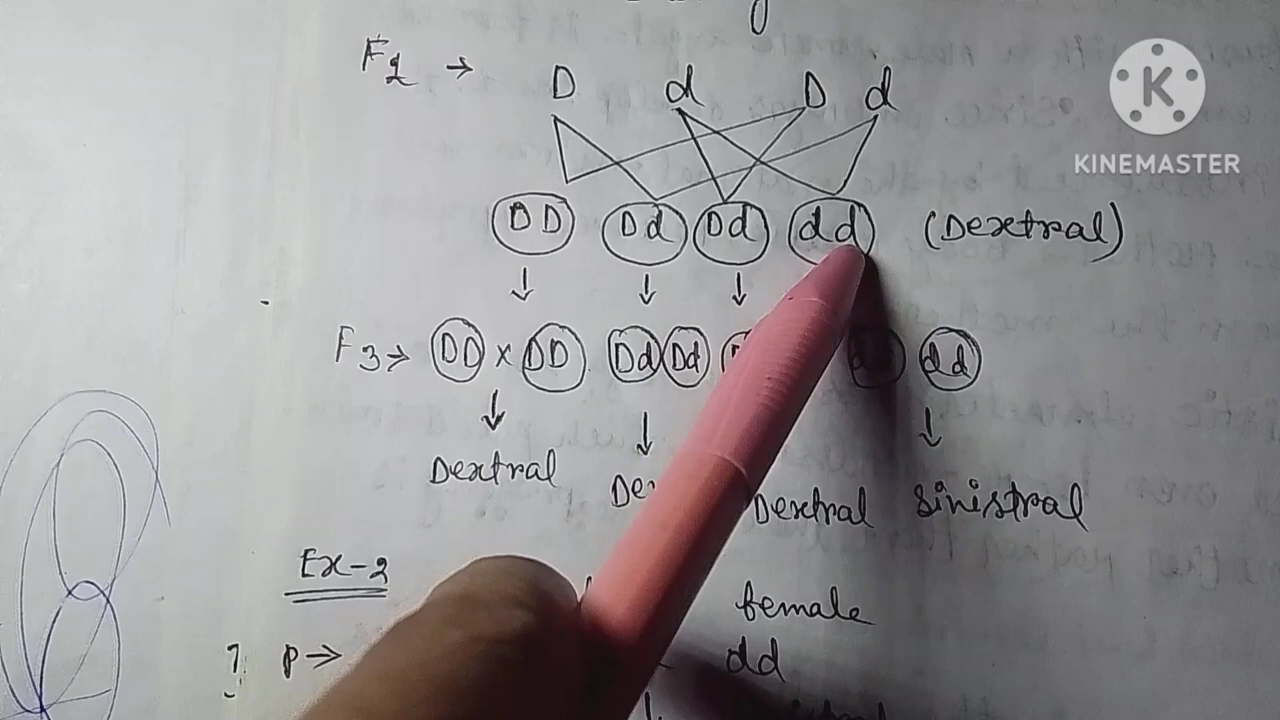 F2 → D d D d
K
KINEMASTER
DD Dd Dd dd (Dextral)
↓ ↓ ↓
F3 → DD × DD Dd Dd dd
↓ ↓ ↓
Dextral De Dextral Sinistral
Ex-2
female
? P → dd